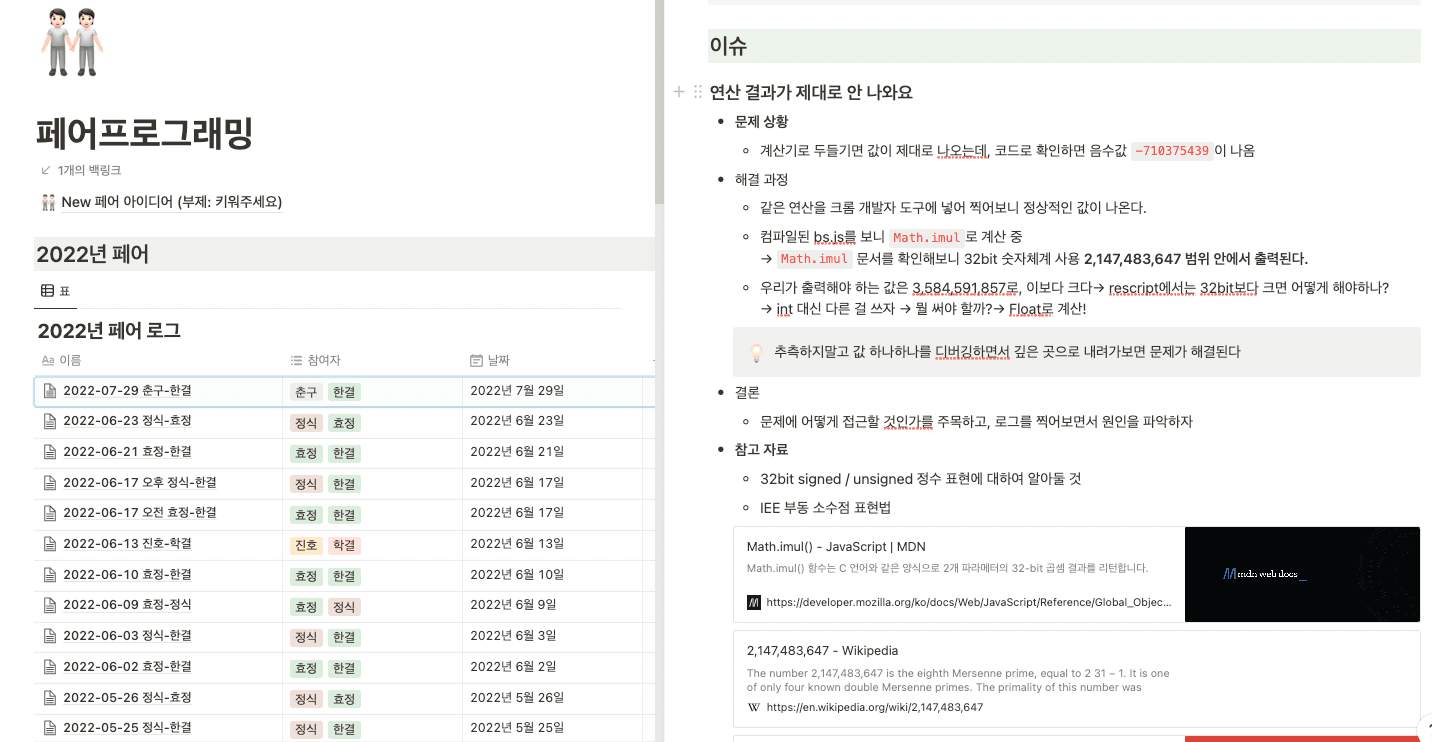 페어프로그래밍
1개의 백링크
New 페어 아이디어 (부제: 키워주세요)
2022년 페어
표
2022년 페어 로그
Aa 이름 참여자 날짜
2022-07-29 춘구-한결 춘구 한결 2022년 7월 29일
2022-06-23 정식-효정 정식 효정 2022년 6월 23일
2022-06-21 효정-한결 효정 한결 2022년 6월 21일
2022-06-17 오후 정식-한결 정식 한결 2022년 6월 17일
2022-06-17 오전 효정-한결 효정 한결 2022년 6월 17일
2022-06-13 진호-학결 진호 학결 2022년 6월 13일
2022-06-10 효정-한결 효정 한결 2022년 6월 10일
2022-06-09 효정-정식 효정 정식 2022년 6월 9일
2022-06-03 정식-한결 정식 한결 2022년 6월 3일
2022-06-02 효정-한결 효정 한결 2022년 6월 2일
2022-05-26 정식-효정 정식 효정 2022년 5월 26일
2022-05-25 정식-한결 정식 한결 2022년 5월 25일
이슈
연산 결과가 제대로 안 나와요
문제 상황
계산기로 두들기면 값이 제대로 나오는데, 코드로 확인하면 음수값 -710375439 이 나옴
해결 과정
같은 연산을 크롬 개발자 도구에 넣어 찍어보니 정상적인 값이 나온다.
컴파일된 bs.js를 보니 Math.imul 로 계산 중
→ Math.imul 문서를 확인해보니 32bit 숫자체계 사용 2,147,483,647 범위 안에서 출력된다.
우리가 출력해야 하는 값은 3,584,591,857로, 이보다 크다→ rescript에서는 32bit보다 크면 어떻게 해야하나?
→ int 대신 다른 걸 쓰자 → 뭘 써야 할까?→ Float로 계산!
추측하지말고 값 하나하나를 디버깅하면서 깊은 곳으로 내려가보면 문제가 해결된다
결론
문제에 어떻게 접근할 것인가를 주목하고, 로그를 찍어보면서 원인을 파악하자
참고 자료
32bit signed / unsigned 정수 표현에 대하여 알아둘 것
IEE 부동 소수점 표현법
Math.imul() - JavaScript | MDN
Math.imul() 함수는 C 언어와 같은 양식으로 2개 파라메터의 32-bit 곱셈 결과를 리턴합니다.
https://developer.mozilla.org/ko/docs/Web/JavaScript/Reference/Global_Objec...
mdn web docs_
2,147,483,647 - Wikipedia
The number 2,147,483,647 is the eighth Mersenne prime, equal to 2 31 − 1. It is one
of only four known double Mersenne primes. The primality of this number was
W https://en.wikipedia.org/wiki/2,147,483,647